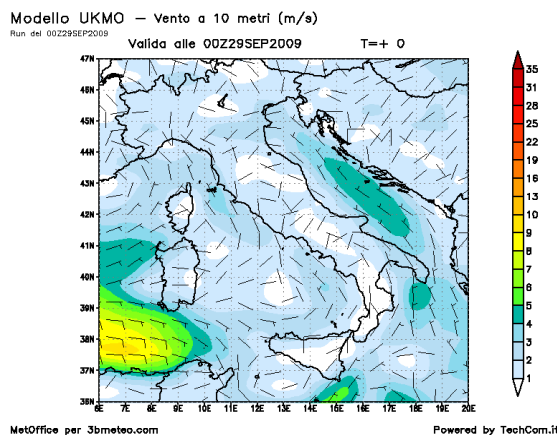 Modello UKMO – Vento a 10 metri (m/s)
Run del 00Z29SEP2009
Valida alle 00Z29SEP2009 T=+ 0
47N
46N
45N
44N
43N
42N
41N
40N
39N
38N
37N
36N
6E 7E 8E 9E 10E 11E 12E 13E 14E 15E 16E 17E 18E 19E 20E
35
31
28
25
22
19
16
13
10
9
8
7
6
5
4
3
2
1
MetOffice per 3bmeteo.com Powered by TechCom.it